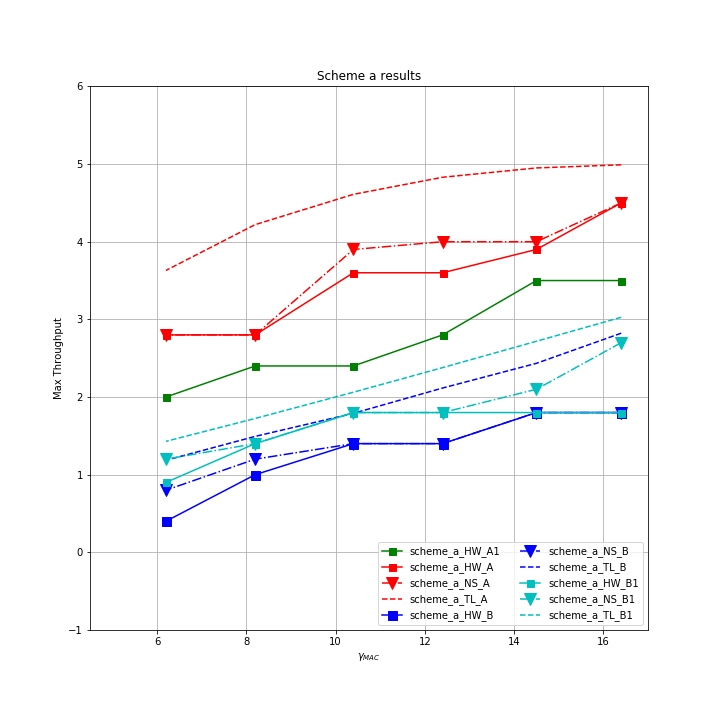 Scheme a results
6
5
4
3
2
1
0
−1
Max Throughput
6 8 10 12 14 16
γMAC
scheme_a_HW_A1
scheme_a_HW_A
scheme_a_NS_A
scheme_a_TL_A
scheme_a_HW_B
scheme_a_NS_B
scheme_a_TL_B
scheme_a_HW_B1
scheme_a_NS_B1
scheme_a_TL_B1